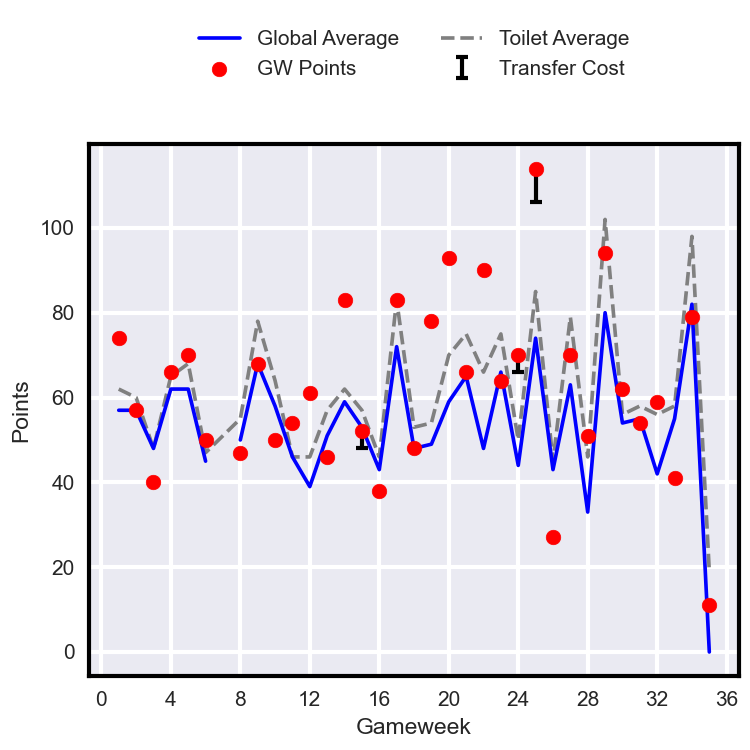 Global Average
Toilet Average
GW Points
Transfer Cost
Points
100
80
60
40
20
0
0 4 8 12 16 20 24 28 32 36
Gameweek